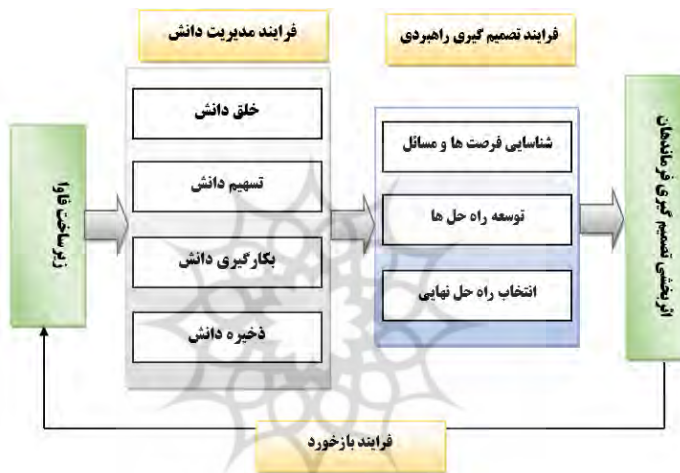 فرایند مدیریت دانش
فرایند تصمیم گیری راهبردی
زیرساخت فاوا
خلق دانش
تسهیم دانش
بکارگیری دانش
ذخیره دانش
شناسایی فرصت ها و مسائل
توسعه راه حل ها
انتخاب راه حل نهایی
اثربخشی تصمیم گیری فرماندهان
فرایند بازخورد